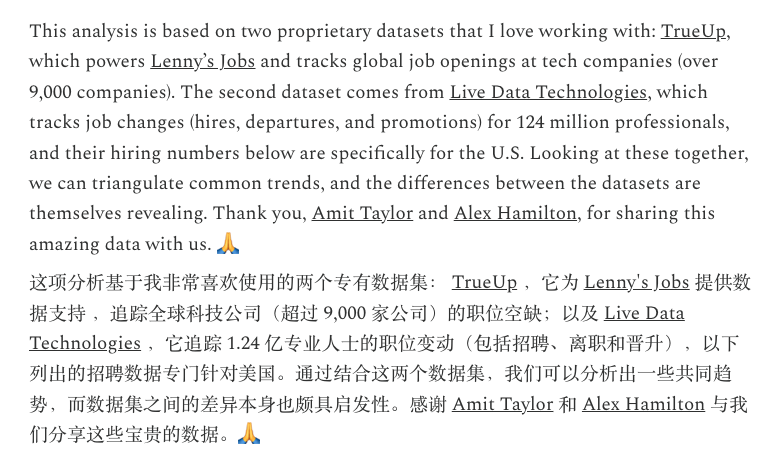 This analysis is based on two proprietary datasets that I love working with: TrueUp,
which powers Lenny’s Jobs and tracks global job openings at tech companies (over
9,000 companies). The second dataset comes from Live Data Technologies, which
tracks job changes (hires, departures, and promotions) for 124 million professionals,
and their hiring numbers below are specifically for the U.S. Looking at these together,
we can triangulate common trends, and the differences between the datasets are
themselves revealing. Thank you, Amit Taylor and Alex Hamilton, for sharing this
amazing data with us. 🙏
这项分析基于我非常喜欢使用的两个专有数据集： TrueUp ，它为 Lenny's Jobs 提供数
据支持，追踪全球科技公司（超过 9,000 家公司）的职位空缺；以及 Live Data
Technologies ，它追踪 1.24 亿专业人士的职位变动（包括招聘、离职和晋升），以下
列出的招聘数据专门针对美国。通过结合这两个数据集，我们可以分析出一些共同趋
势，而数据集之间的差异本身也颇具启发性。感谢 Amit Taylor 和 Alex Hamilton 与我
们分享这些宝贵的数据。🙏